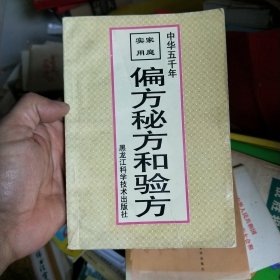 中华五千年
家庭
实用
偏方秘方和验方
黑龙江科学技术出版社